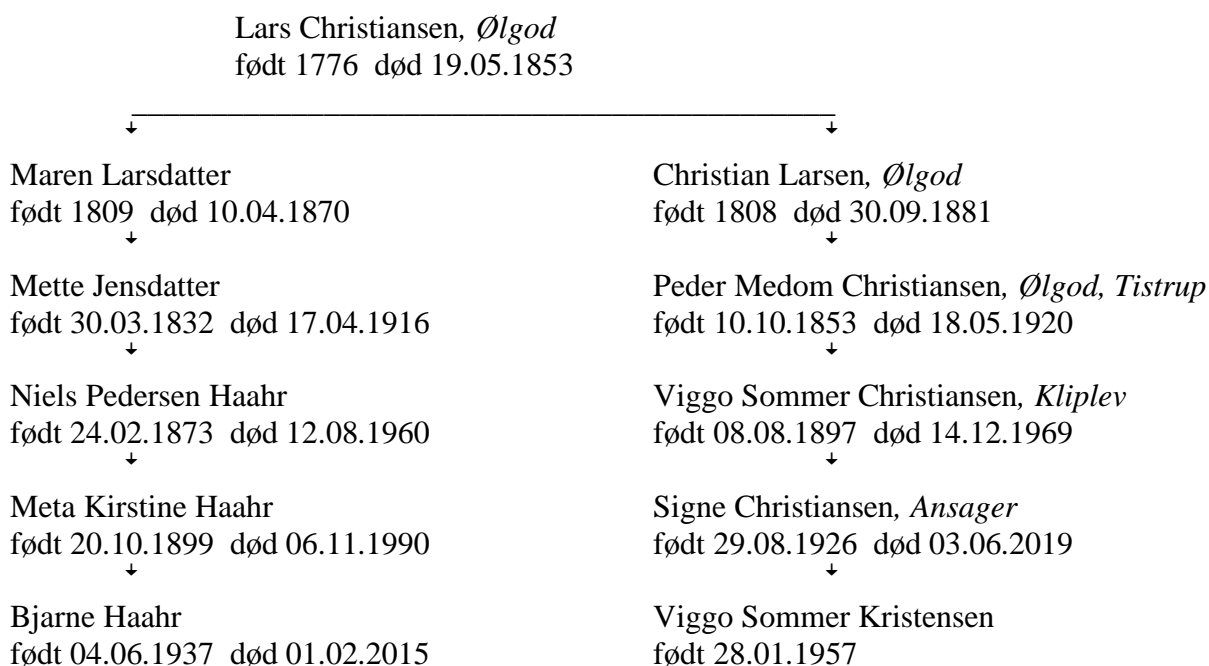 Lars Christiansen, Ølgod
født 1776 død 19.05.1853
Maren Larsdatter
født 1809 død 10.04.1870
Christian Larsen, Ølgod
født 1808 død 30.09.1881
Mette Jensdatter
født 30.03.1832 død 17.04.1916
Peder Medom Christiansen, Ølgod, Tistrup
født 10.10.1853 død 18.05.1920
Niels Pedersen Haahr
født 24.02.1873 død 12.08.1960
Viggo Sommer Christiansen, Kliplev
født 08.08.1897 død 14.12.1969
Meta Kirstine Haahr
født 20.10.1899 død 06.11.1990
Signe Christiansen, Ansager
født 29.08.1926 død 03.06.2019
Bjarne Haahr
født 04.06.1937 død 01.02.2015
Viggo Sommer Kristensen
født 28.01.1957